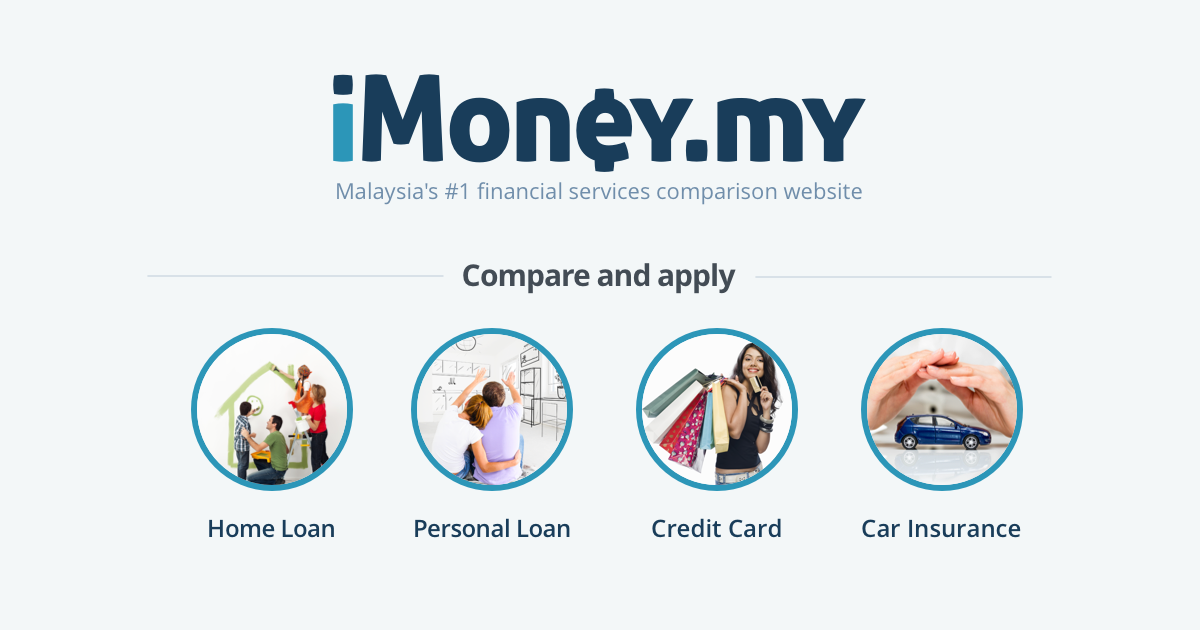 iMoney.my
Malaysia's #1 financial services comparison website
Compare and apply
Home Loan
Personal Loan
Credit Card
Car Insurance